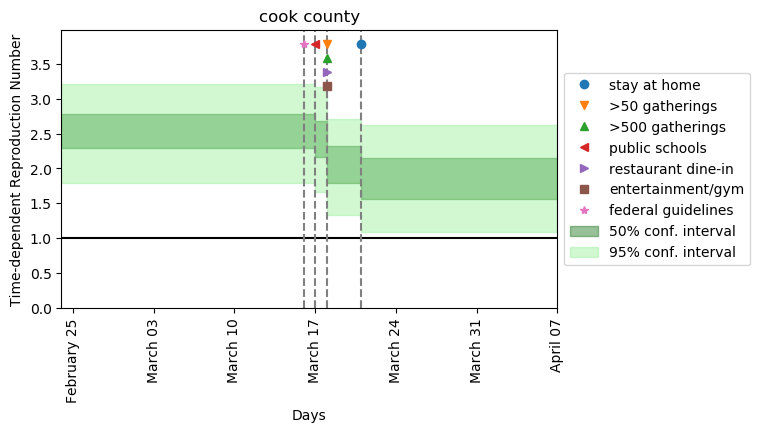 cook county
Time-dependent Reproduction Number
3.5
3.0
2.5
2.0
1.5
1.0
0.5
0.0
February 25
March 03
March 10
March 17
March 24
March 31
April 07
Days
stay at home
>50 gatherings
>500 gatherings
public schools
restaurant dine-in
entertainment/gym
federal guidelines
50% conf. interval
95% conf. interval